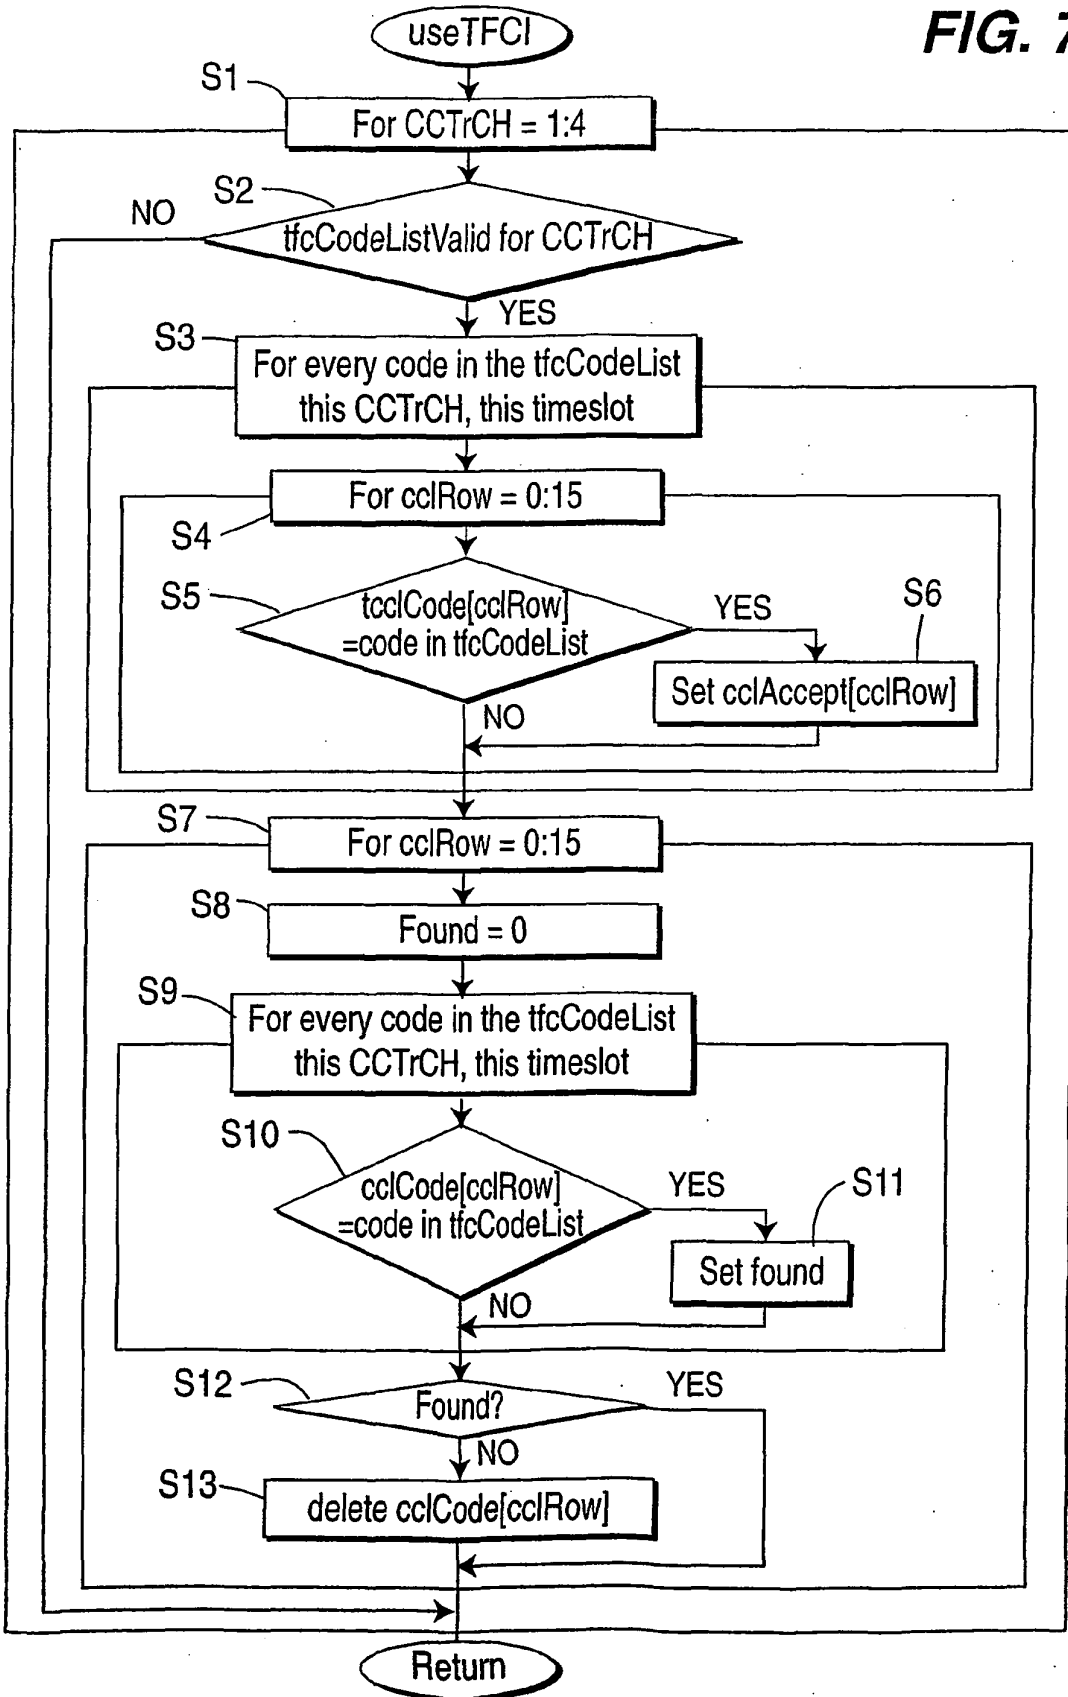 useTFCI
FIG. 7
S1
For CCTrCH = 1:4
S2
NO
tfcCodeListValid for CCTrCH
YES
S3
For every code in the tfcCodeList
this CCTrCH, this timeslot
For cclRow = 0:15
S4
S5
tcclCode[cclRow]
=code in tfcCodeList
YES
S6
Set cclAccept[cclRow]
NO
S7
For cclRow = 0:15
S8
Found = 0
S9
For every code in the tfcCodeList
this CCTrCH, this timeslot
S10
cclCode[cclRow]
=code in tfcCodeList
YES
S11
Set found
NO
S12
Found?
YES
NO
S13
delete cclCode[cclRow]
Return